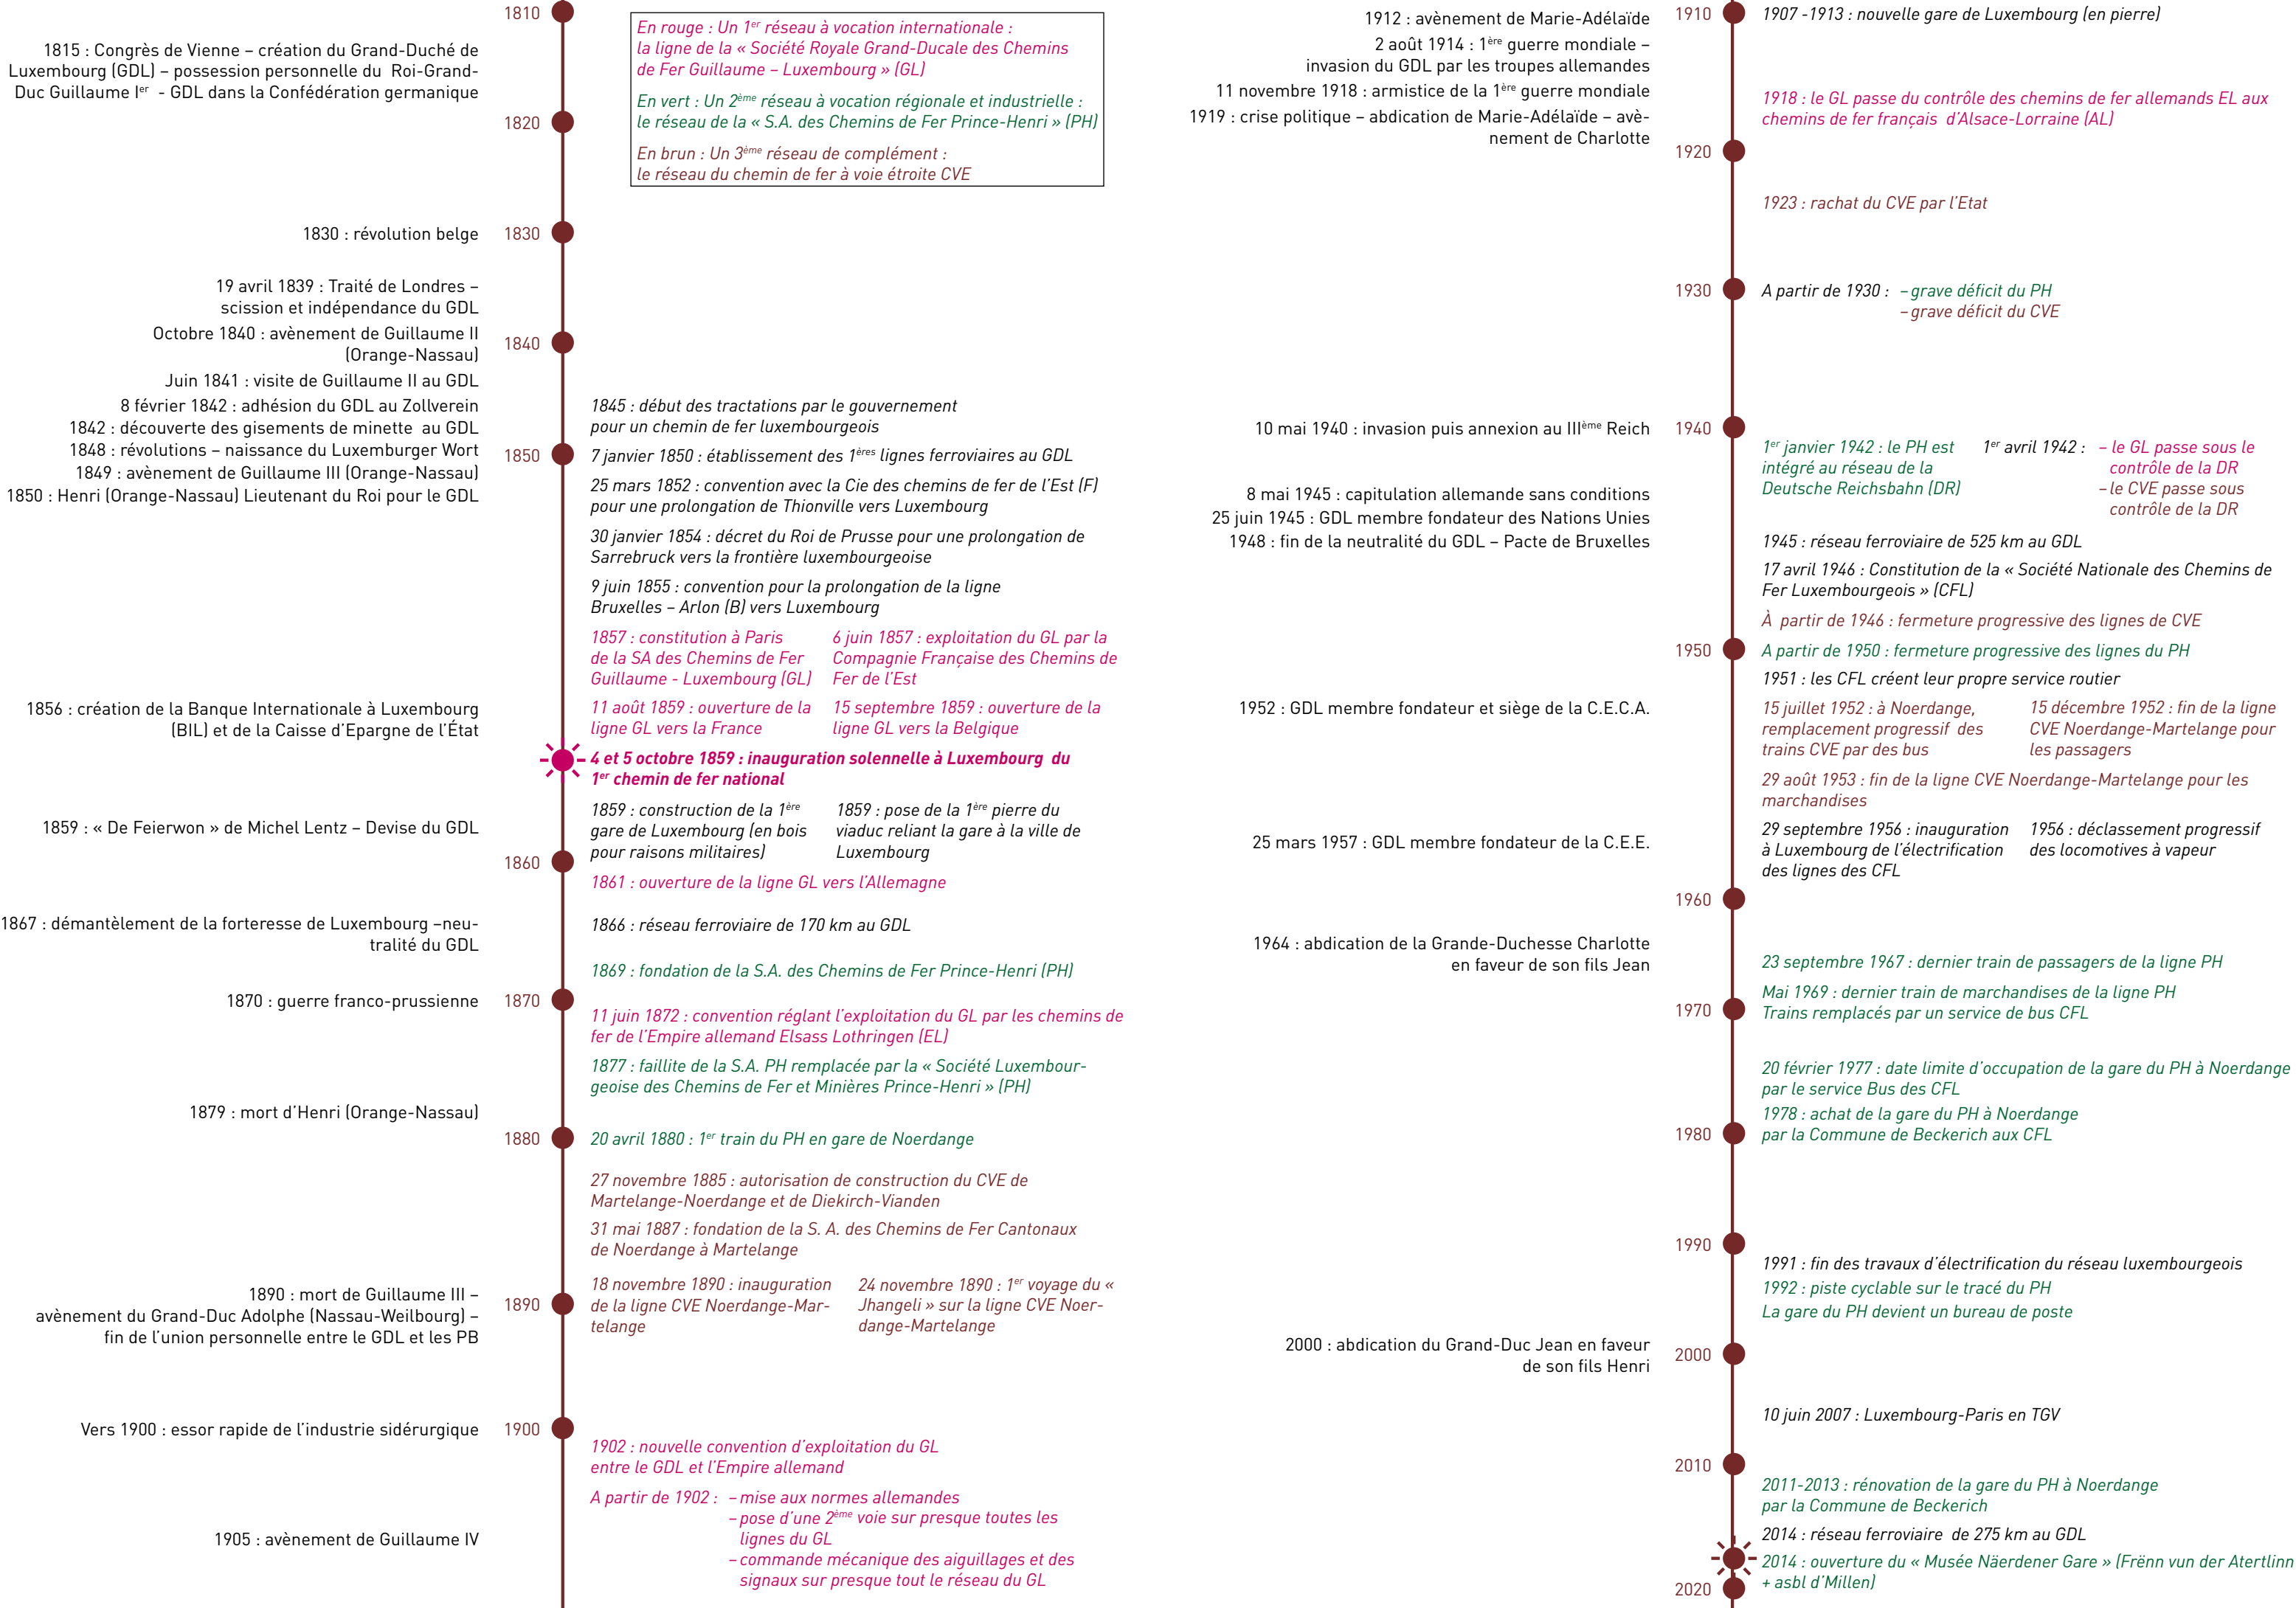 1810
En rouge : Un 1er réseau à vocation internationale :
la ligne de la « Société Royale Grand-Ducale des Chemins
de Fer Guillaume – Luxembourg » (GL)
En vert : Un 2ème réseau à vocation régionale et industrielle :
le réseau de la « S.A. des Chemins de Fer Prince-Henri » (PH)
En brun : Un 3ème réseau de complément :
le réseau du chemin de fer à voie étroite CVE
1815 : Congrès de Vienne – création du Grand-Duché de
Luxembourg (GDL) – possession personnelle du Roi-Grand-
Duc Guillaume Ier - GDL dans la Confédération germanique
1820
1830 : révolution belge
1830
19 avril 1839 : Traité de Londres –
scission et indépendance du GDL
Octobre 1840 : avènement de Guillaume II
(Orange-Nassau)
1840
Juin 1841 : visite de Guillaume II au GDL
8 février 1842 : adhésion du GDL au Zollverein
1842 : découverte des gisements de minette au GDL
1848 : révolutions – naissance du Luxemburger Wort
1849 : avènement de Guillaume III (Orange-Nassau)
1850 : Henri (Orange-Nassau) Lieutenant du Roi pour le GDL
1845 : début des tractations par le gouvernement
pour un chemin de fer luxembourgeois
1850
7 janvier 1850 : établissement des 1ères lignes ferroviaires au GDL
25 mars 1852 : convention avec la Cie des chemins de fer de l'Est (F)
pour une prolongation de Thionville vers Luxembourg
30 janvier 1854 : décret du Roi de Prusse pour une prolongation de
Sarrebruck vers la frontière luxembourgeoise
9 juin 1855 : convention pour la prolongation de la ligne
Bruxelles – Arlon (B) vers Luxembourg
1857 : constitution à Paris
de la SA des Chemins de Fer
Guillaume - Luxembourg (GL)
6 juin 1857 : exploitation du GL par la
Compagnie Française des Chemins de
Fer de l'Est
1856 : création de la Banque Internationale à Luxembourg
(BIL) et de la Caisse d'Epargne de l'État
11 août 1859 : ouverture de la
ligne GL vers la France
15 septembre 1859 : ouverture de la
ligne GL vers la Belgique
4 et 5 octobre 1859 : inauguration solennelle à Luxembourg du
1er chemin de fer national
1859 : « De Feierwon » de Michel Lentz – Devise du GDL
1859 : construction de la 1ère
gare de Luxembourg (en bois
pour raisons militaires)
1859 : pose de la 1ère pierre du
viaduc reliant la gare à la ville de
Luxembourg
1860
1861 : ouverture de la ligne GL vers l'Allemagne
1867 : démantèlement de la forteresse de Luxembourg –neu-
tralité du GDL
1866 : réseau ferroviaire de 170 km au GDL
1869 : fondation de la S.A. des Chemins de Fer Prince-Henri (PH)
1870 : guerre franco-prussienne
1870
11 juin 1872 : convention réglant l'exploitation du GL par les chemins de
fer de l'Empire allemand Elsass Lothringen (EL)
1877 : faillite de la S.A. PH remplacée par la « Société Luxembour-
geoise des Chemins de Fer et Minières Prince-Henri » (PH)
1879 : mort d'Henri (Orange-Nassau)
1880
20 avril 1880 : 1er train du PH en gare de Noerdange
27 novembre 1885 : autorisation de construction du CVE de
Martelange-Noerdange et de Diekirch-Vianden
31 mai 1887 : fondation de la S. A. des Chemins de Fer Cantonaux
de Noerdange à Martelange
1890 : mort de Guillaume III –
avènement du Grand-Duc Adolphe (Nassau-Weilbourg) –
fin de l'union personnelle entre le GDL et les PB
1890
18 novembre 1890 : inauguration
de la ligne CVE Noerdange-Mar-
telange
24 novembre 1890 : 1er voyage du «
Jhangeli » sur la ligne CVE Noer-
dange-Martelange
Vers 1900 : essor rapide de l'industrie sidérurgique
1900
1902 : nouvelle convention d'exploitation du GL
entre le GDL et l'Empire allemand
A partir de 1902 : – mise aux normes allemandes
– pose d'une 2ème voie sur presque toutes les
lignes du GL
– commande mécanique des aiguillages et des
signaux sur presque tout le réseau du GL
1905 : avènement de Guillaume IV
1912 : avènement de Marie-Adélaïde
2 août 1914 : 1ère guerre mondiale –
invasion du GDL par les troupes allemandes
11 novembre 1918 : armistice de la 1ère guerre mondiale
1919 : crise politique – abdication de Marie-Adélaïde – avè-
nement de Charlotte
1910
1907 -1913 : nouvelle gare de Luxembourg (en pierre)
1918 : le GL passe du contrôle des chemins de fer allemands EL aux
chemins de fer français d'Alsace-Lorraine (AL)
1920
1923 : rachat du CVE par l'Etat
1930
A partir de 1930 : – grave déficit du PH
– grave déficit du CVE
10 mai 1940 : invasion puis annexion au IIIème Reich
1940
1er janvier 1942 : le PH est
intégré au réseau de la
Deutsche Reichsbahn (DR)
1er avril 1942 : – le GL passe sous le
contrôle de la DR
– le CVE passe sous
contrôle de la DR
8 mai 1945 : capitulation allemande sans conditions
25 juin 1945 : GDL membre fondateur des Nations Unies
1948 : fin de la neutralité du GDL – Pacte de Bruxelles
1945 : réseau ferroviaire de 525 km au GDL
17 avril 1946 : Constitution de la « Société Nationale des Chemins de
Fer Luxembourgeois » (CFL)
À partir de 1946 : fermeture progressive des lignes de CVE
1950
A partir de 1950 : fermeture progressive des lignes du PH
1951 : les CFL créent leur propre service routier
1952 : GDL membre fondateur et siège de la C.E.C.A.
15 juillet 1952 : à Noerdange,
remplacement progressif des
trains CVE par des bus
15 décembre 1952 : fin de la ligne
CVE Noerdange-Martelange pour
les passagers
29 août 1953 : fin de la ligne CVE Noerdange-Martelange pour les
marchandises
25 mars 1957 : GDL membre fondateur de la C.E.E.
29 septembre 1956 : inauguration
à Luxembourg de l'électrification
des lignes des CFL
1956 : déclassement progressif
des locomotives à vapeur
1960
1964 : abdication de la Grande-Duchesse Charlotte
en faveur de son fils Jean
23 septembre 1967 : dernier train de passagers de la ligne PH
Mai 1969 : dernier train de marchandises de la ligne PH
Trains remplacés par un service de bus CFL
1970
20 février 1977 : date limite d'occupation de la gare du PH à Noerdange
par le service Bus des CFL
1978 : achat de la gare du PH à Noerdange
par la Commune de Beckerich aux CFL
1980
1990
1991 : fin des travaux d'électrification du réseau luxembourgeois
1992 : piste cyclable sur le tracé du PH
La gare du PH devient un bureau de poste
2000 : abdication du Grand-Duc Jean en faveur
de son fils Henri
2000
10 juin 2007 : Luxembourg-Paris en TGV
2010
2011-2013 : rénovation de la gare du PH à Noerdange
par la Commune de Beckerich
2014 : réseau ferroviaire de 275 km au GDL
2014 : ouverture du « Musée Näerdener Gare » (Frënn vun der Atertlinn
+ asbl d'Millen)
2020